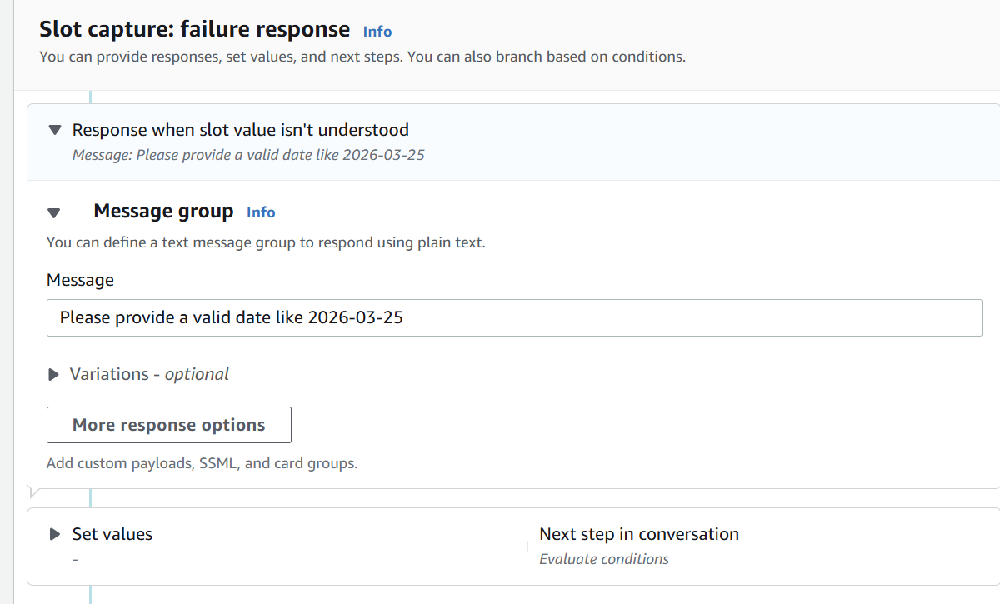 Slot capture: failure response Info
You can provide responses, set values, and next steps. You can also branch based on conditions.
Response when slot value isn't understood
Message: Please provide a valid date like 2026-03-25
Message group Info
You can define a text message group to respond using plain text.
Message
Please provide a valid date like 2026-03-25
Variations - optional
More response options
Add custom payloads, SSML, and card groups.
Set values
-
Next step in conversation
Evaluate conditions